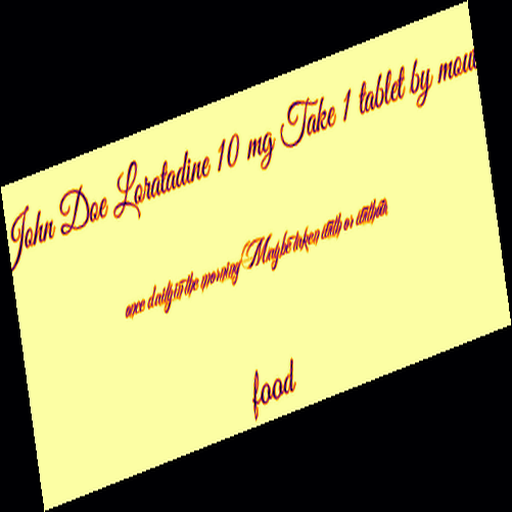 John Doe Loratadine 10 mg Take 1 tablet by mou
once daily in the morning May be taken with or without
food